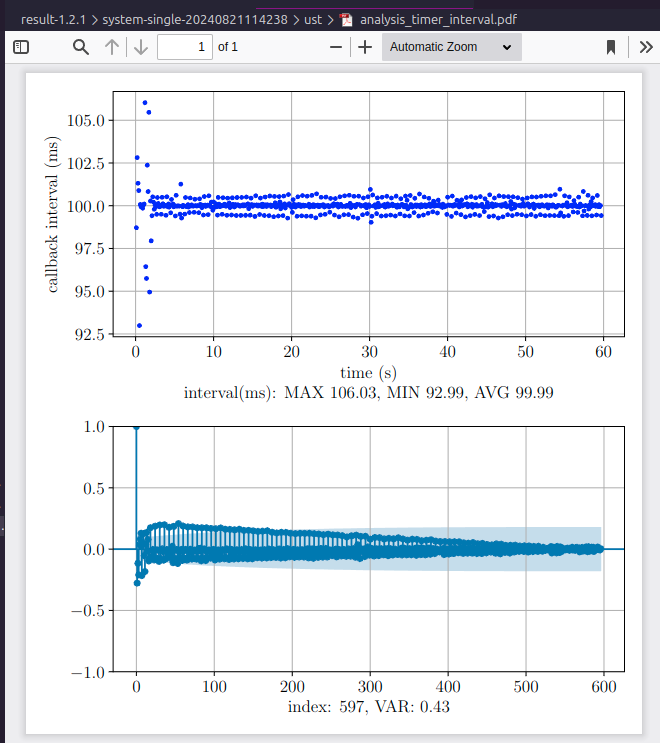 result-1.2.1 > system-single-20240821114238 > ust > analysis_timer_interval.pdf
1 of 1
Automatic Zoom
105.0
102.5
100.0
97.5
95.0
92.5
callback interval (ms)
0 10 20 30 40 50 60
time (s)
interval(ms): MAX 106.03, MIN 92.99, AVG 99.99
1.0
0.5
0.0
−0.5
−1.0
0 100 200 300 400 500 600
index: 597, VAR: 0.43